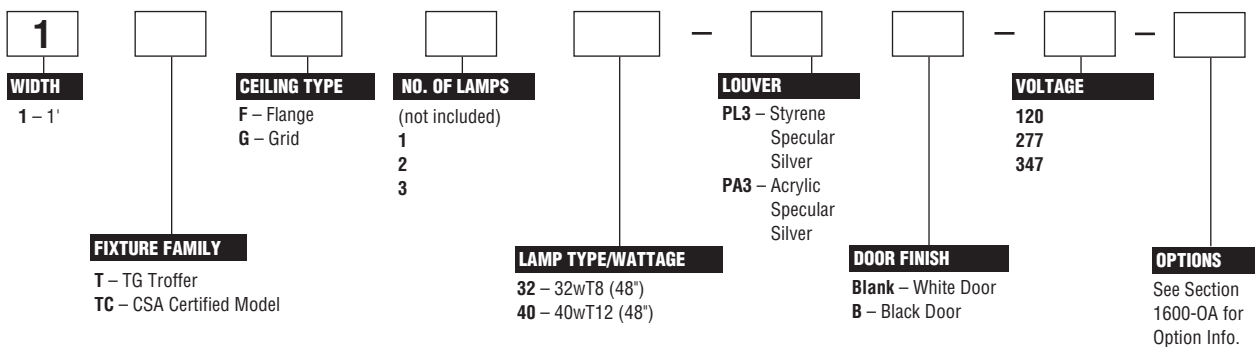 1 – – –
WIDTH
1 – 1'
FIXTURE FAMILY
T – TG Troffer
TC – CSA Certified Model
CEILING TYPE
F – Flange
G – Grid
NO. OF LAMPS
(not included)
1
2
3
LAMP TYPE/WATTAGE
32 – 32wT8 (48")
40 – 40wT12 (48")
LOUVER
PL3 – Styrene
Specular
Silver
PA3 – Acrylic
Specular
Silver
DOOR FINISH
Blank – White Door
B – Black Door
VOLTAGE
120
277
347
OPTIONS
See Section
1600-OA for
Option Info.